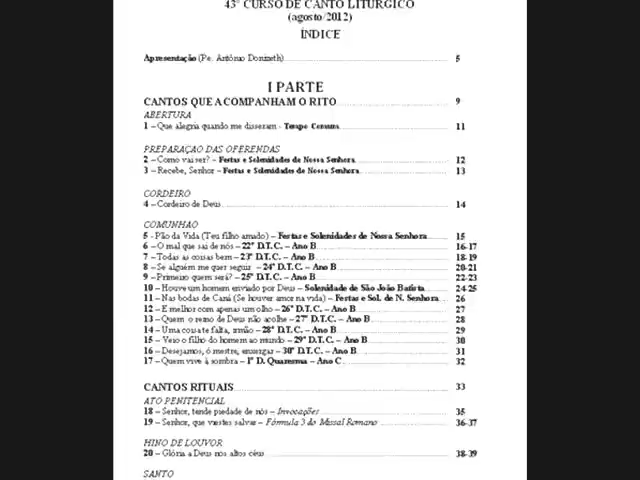 43º CURSO DE CANTO LITÚRGICO
(agosto/2012)
ÍNDICE
Apresentação (Pe. Antônio Donizeth) 5
I PARTE
CANTOS QUE ACOMPANHAM O RITO 9
ABERTURA
1 – Que alegria quando me disseram - Tempo Comum 11
PREPARAÇÃO DAS OFERENDAS
2 – Como vai ser? – Festas e Solenidades de Nossa Senhora 12
3 – Recebe, Senhor – Festas e Solenidades de Nossa Senhora 13
CORDEIRO
4 – Cordeiro de Deus 14
COMUNHÃO
5 - Pão da Vida (Teu filho amado) – Festas e Solenidades de Nossa Senhora 15
6 – O mal que sai de nós – 22º D.T.C. – Ano B 16-17
7 – Todas as coisas bem – 23º D.T.C. – Ano B 18-19
8 – Se alguém me quer seguir – 24º D.T.C. – Ano B 20-21
9 – Primeiro quem será? – 25º D.T.C. – Ano B 22-23
10 – Houve um homem enviado por Deus – Solenidade de São João Batista 24-25
11 – Nas bodas de Caná (Se houver amor na vida) – Festas e Sol. de N. Senhora 26
12 – É melhor com apenas um olho – 26º D.T.C. – Ano B 27
13 – Quem o reino de Deus não acolhe – 27º D.T.C. – Ano B 28
14 – Uma coisa te falta, irmão – 28º D.T.C. – Ano B 29
15 – Veio o filho do homem ao mundo – 29º D.T.C. – Ano B 30
16 – Desejamos, ó mestre, enxergar – 30º D.T.C. – Ano B 31
17 – Quem vive à sombra – 1º D. Quaresma – Ano C 32
CANTOS RITUAIS 33
ATO PENITENCIAL
18 – Senhor, tende piedade de nós – Invocações 35
19 – Senhor, que viestes salvar – Fórmula 3 do Missal Romano 36-37
HINO DE LOUVOR
20 – Glória a Deus nos altos céus 38-39
SANTO